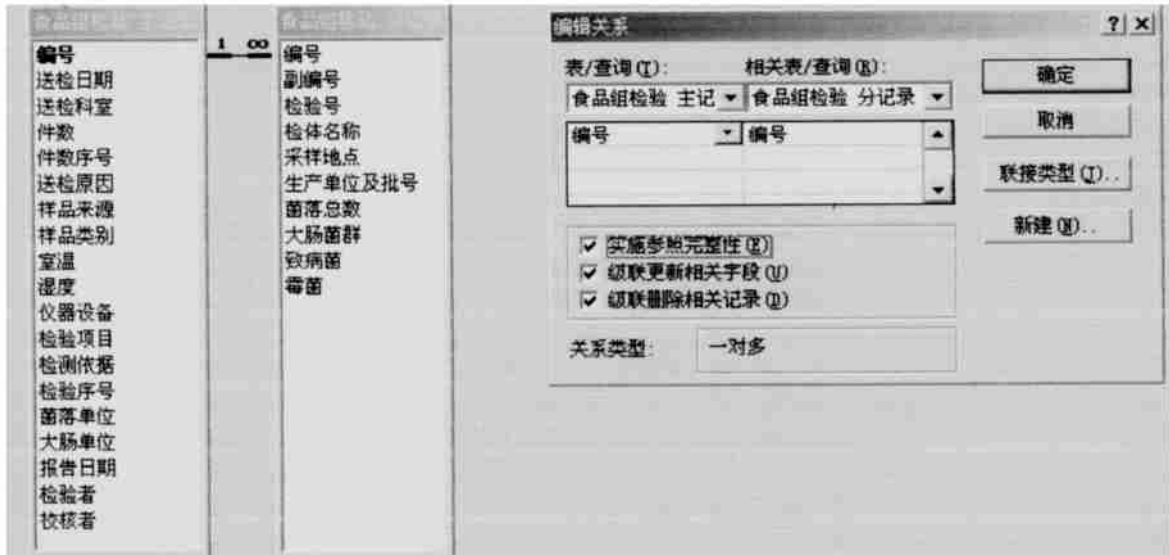 编号
送检日期
送检科室
件数
件数序号
送检原因
样品来源
样品类别
室温
湿度
仪器设备
检验项目
检测依据
检验序号
菌落单位
大肠单位
报告日期
检验者
校核者
1 ∞
编号
副编号
检验号
检体名称
采样地点
生产单位及批号
菌落总数
大肠菌群
致病菌
霉菌
编辑关系
表/查询(T): 相关表/查询(R):
食品组检验 主记 食品组检验 分记录
编号 编号
实施参照完整性(E)
级联更新相关字段(U)
级联删除相关记录(D)
关系类型: 一对多
确定
取消
联接类型(J)..
新建(N)..